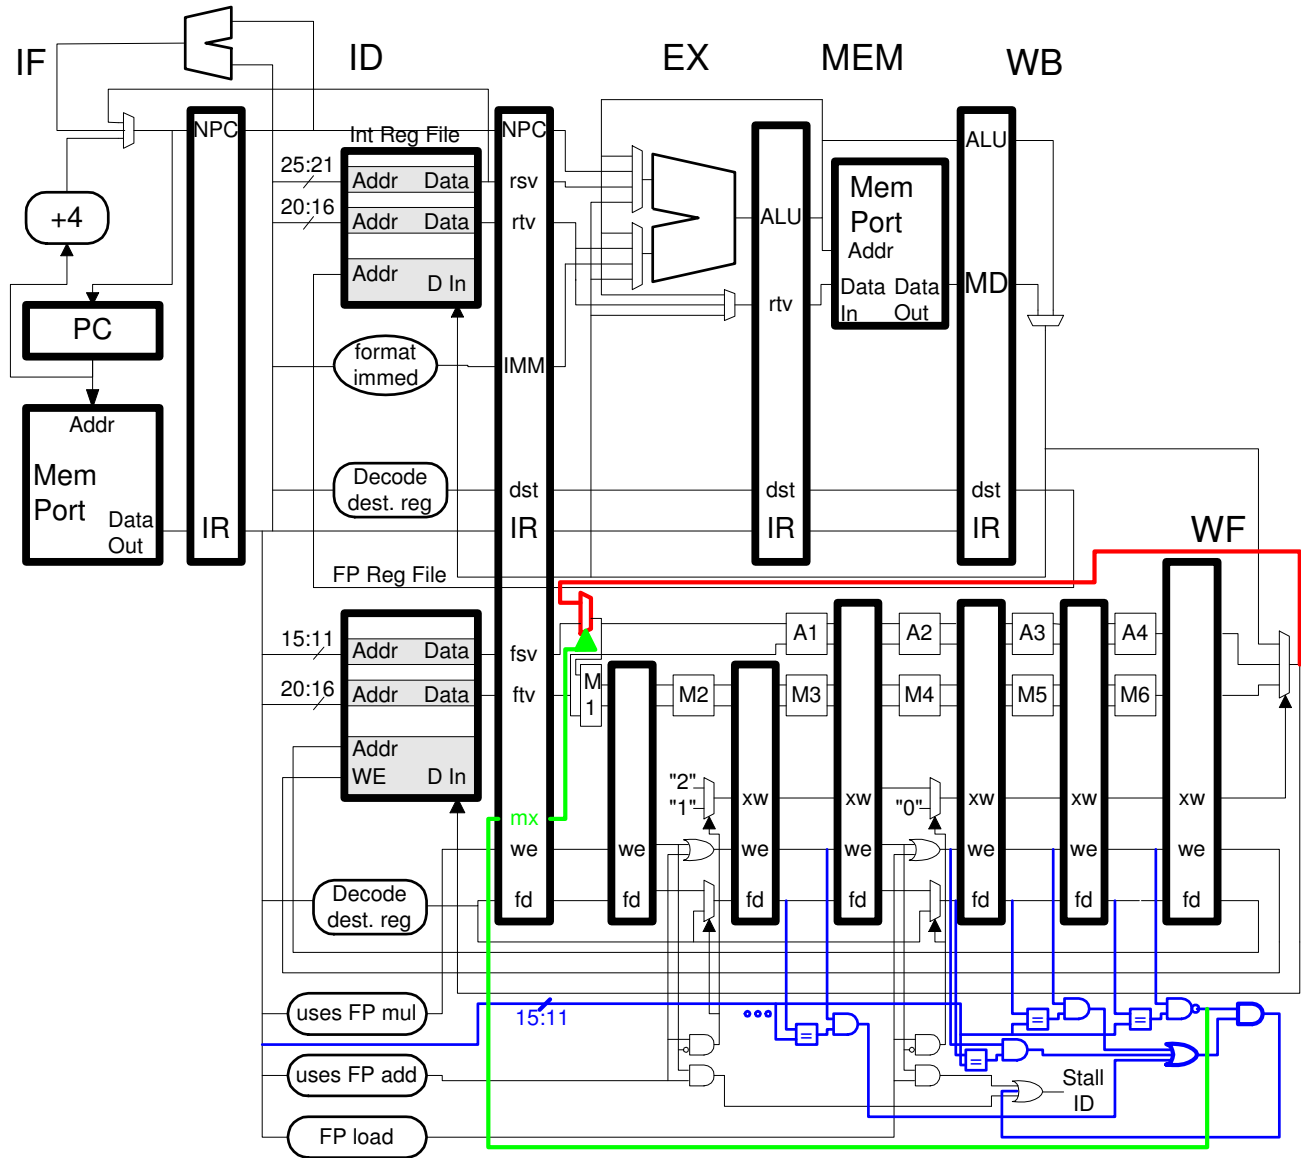 IF
ID
EX
MEM
WB
NPC
Int Reg File
NPC
ALU
25:21
Addr
Data
rsv
20:16
Addr
Data
rtv
Addr
D In
+4
PC
ALU
Mem
Port
Addr
Data
In
Data
Out
MD
rtv
format
immed
IMM
Addr
Mem
Port
Data
Out
IR
Decode
dest. reg
dst
IR
dst
IR
dst
IR
WF
FP Reg File
15:11
Addr
Data
fsv
20:16
Addr
Data
ftv
Addr
WE
D In
A1
A2
A3
A4
M
1
M2
M3
M4
M5
M6
"2"
"1"
xw
xw
"0"
xw
xw
mx
we
we
we
we
we
we
we
Decode
dest. reg
fd
fd
fd
fd
fd
fd
fd
uses FP mul
15:11
=
=
=
=
uses FP add
Stall
ID
FP load